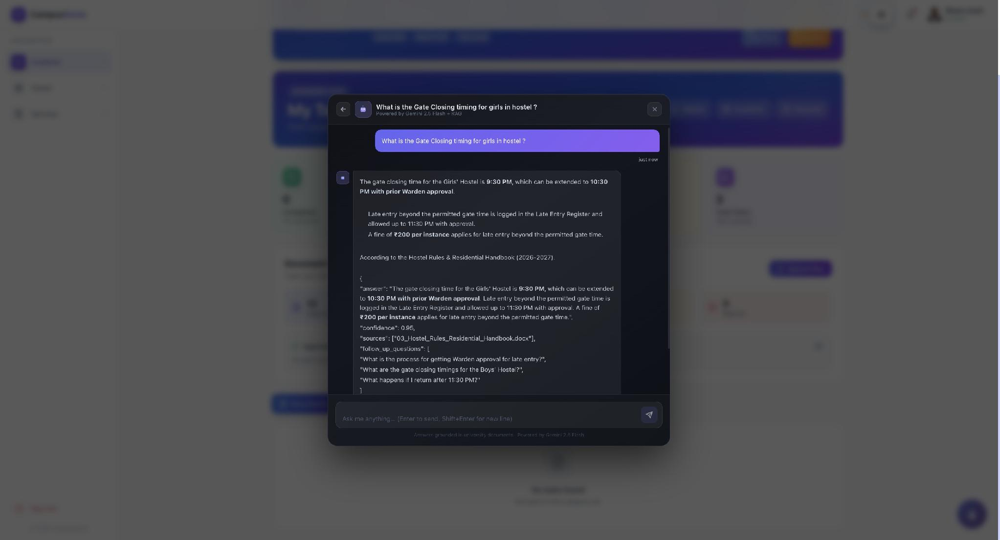 What is the Gate Closing timing for girls in hostel ?
Powered by Gemini 2.5 Flash + RAG
What is the Gate Closing timing for girls in hostel ?
just now
The gate closing time for the Girls' Hostel is 9:30 PM, which can be extended to 10:30
PM with prior Warden approval.
Late entry beyond the permitted gate time is logged in the Late Entry Register and
allowed up to 11:30 PM with approval.
A fine of ₹200 per instance applies for late entry beyond the permitted gate time.
According to the Hostel Rules & Residential Handbook (2026-2027).
{
"answer": "The gate closing time for the Girls' Hostel is 9:30 PM, which can be extended
to 10:30 PM with prior Warden approval. Late entry beyond the permitted gate time is
logged in the Late Entry Register and allowed up to 11:30 PM with approval. A fine of
₹200 per instance applies for late entry beyond the permitted gate time.",
"confidence": 0.95,
"sources": ["03_Hostel_Rules_Residential_Handbook.docx"],
"follow_up_questions": [
"What is the process for getting Warden approval for late entry?",
"What are the gate closing timings for the Boys' Hostel?",
"What happens if I return after 11:30 PM?"
]
Ask me anything... (Enter to send, Shift+Enter for new line)
Answers grounded in university documents · Powered by Gemini 2.5 Flash